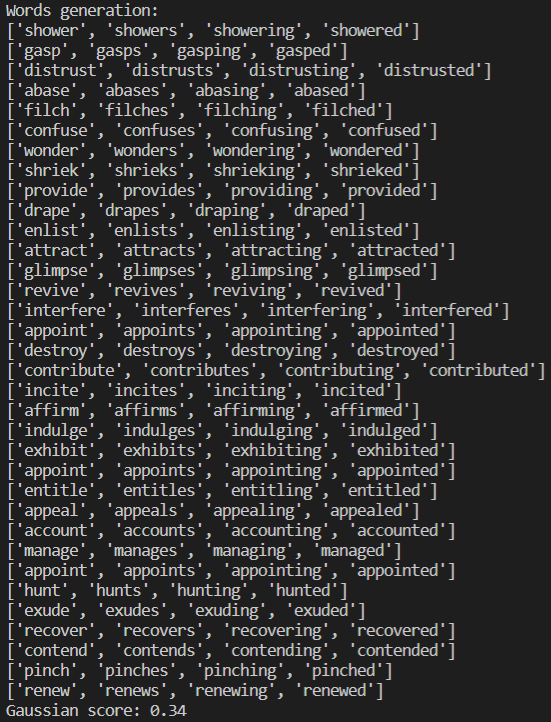 Words generation:
['shower', 'showers', 'showering', 'showered']
['gasp', 'gasps', 'gasping', 'gasped']
['distrust', 'distrusts', 'distrusting', 'distrusted']
['abase', 'abases', 'abasing', 'abased']
['filch', 'filches', 'filching', 'filched']
['confuse', 'confuses', 'confusing', 'confused']
['wonder', 'wonders', 'wondering', 'wondered']
['shriek', 'shrieks', 'shrieking', 'shrieked']
['provide', 'provides', 'providing', 'provided']
['drape', 'drapes', 'draping', 'draped']
['enlist', 'enlists', 'enlisting', 'enlisted']
['attract', 'attracts', 'attracting', 'attracted']
['glimpse', 'glimpses', 'glimpsing', 'glimpsed']
['revive', 'revives', 'reviving', 'revived']
['interfere', 'interferes', 'interfering', 'interfered']
['appoint', 'appoints', 'appointing', 'appointed']
['destroy', 'destroys', 'destroying', 'destroyed']
['contribute', 'contributes', 'contributing', 'contributed']
['incite', 'incites', 'inciting', 'incited']
['affirm', 'affirms', 'affirming', 'affirmed']
['indulge', 'indulges', 'indulging', 'indulged']
['exhibit', 'exhibits', 'exhibiting', 'exhibited']
['appoint', 'appoints', 'appointing', 'appointed']
['entitle', 'entitles', 'entitling', 'entitled']
['appeal', 'appeals', 'appealing', 'appealed']
['account', 'accounts', 'accounting', 'accounted']
['manage', 'manages', 'managing', 'managed']
['appoint', 'appoints', 'appointing', 'appointed']
['hunt', 'hunts', 'hunting', 'hunted']
['exude', 'exudes', 'exuding', 'exuded']
['recover', 'recovers', 'recovering', 'recovered']
['contend', 'contends', 'contending', 'contended']
['pinch', 'pinches', 'pinching', 'pinched']
['renew', 'renews', 'renewing', 'renewed']
Gaussian score: 0.34